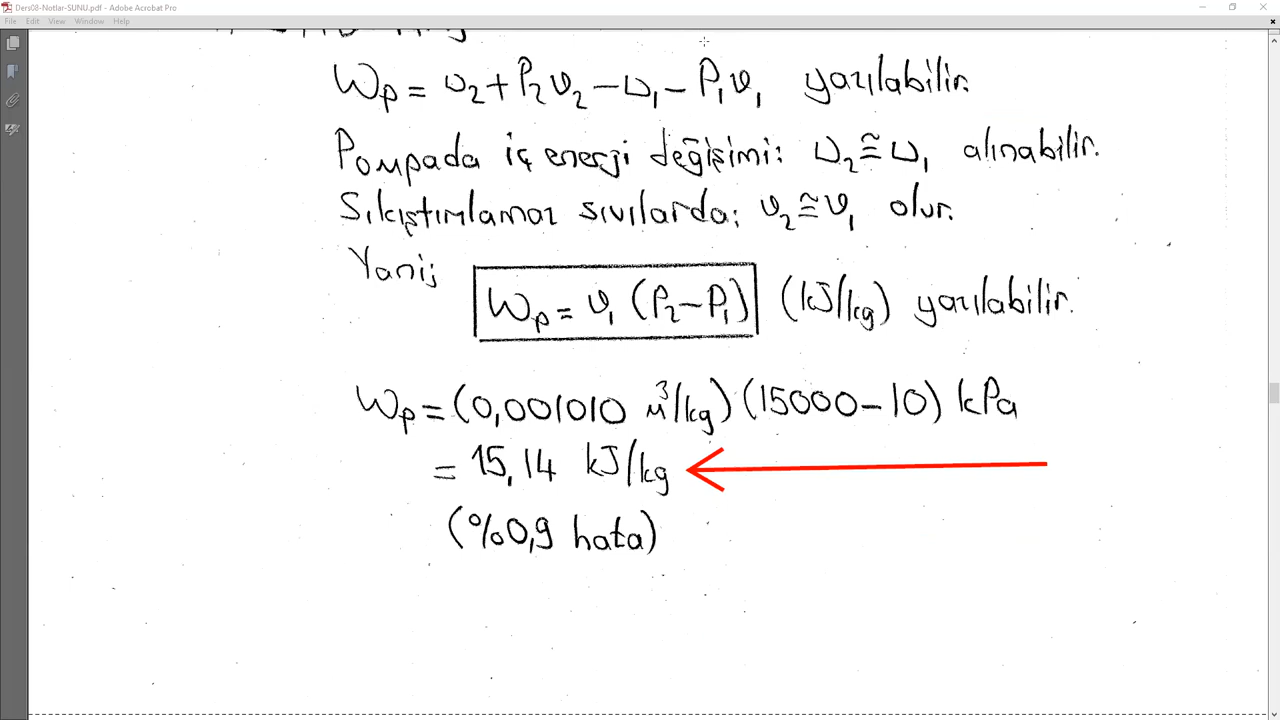 Ders08-Notlar-SUNU.pdf - Adobe Acrobat Pro
File Edit View Window Help
Wp = u2 + P2v2 - u1 - P1v1 yazılabilir.
Pompada iç enerji değişimi: u2 ≅ u1 alınabilir.
Sıkıştırılamaz sıvılarda; v2 ≅ v1 olur.
Yani;
Wp = v1 (P2 - P1) (kJ/kg) yazılabilir.
Wp = (0,001010 m³/kg) (15000 - 10) kPa
= 15,14 kJ/kg
(%0,9 hata)